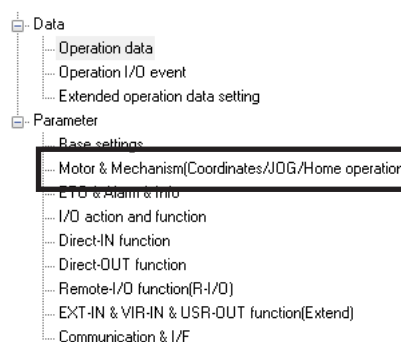 Data
Operation data
Operation I/O event
Extended operation data setting
Parameter
Base settings
Motor & Mechanism(Coordinates/JOG/Home operation
ETO & Alarm & Info
I/O action and function
Direct-IN function
Direct-OUT function
Remote-I/O function(R-I/O)
EXT-IN & VIR-IN & USR-OUT function(Extend)
Communication & I/F